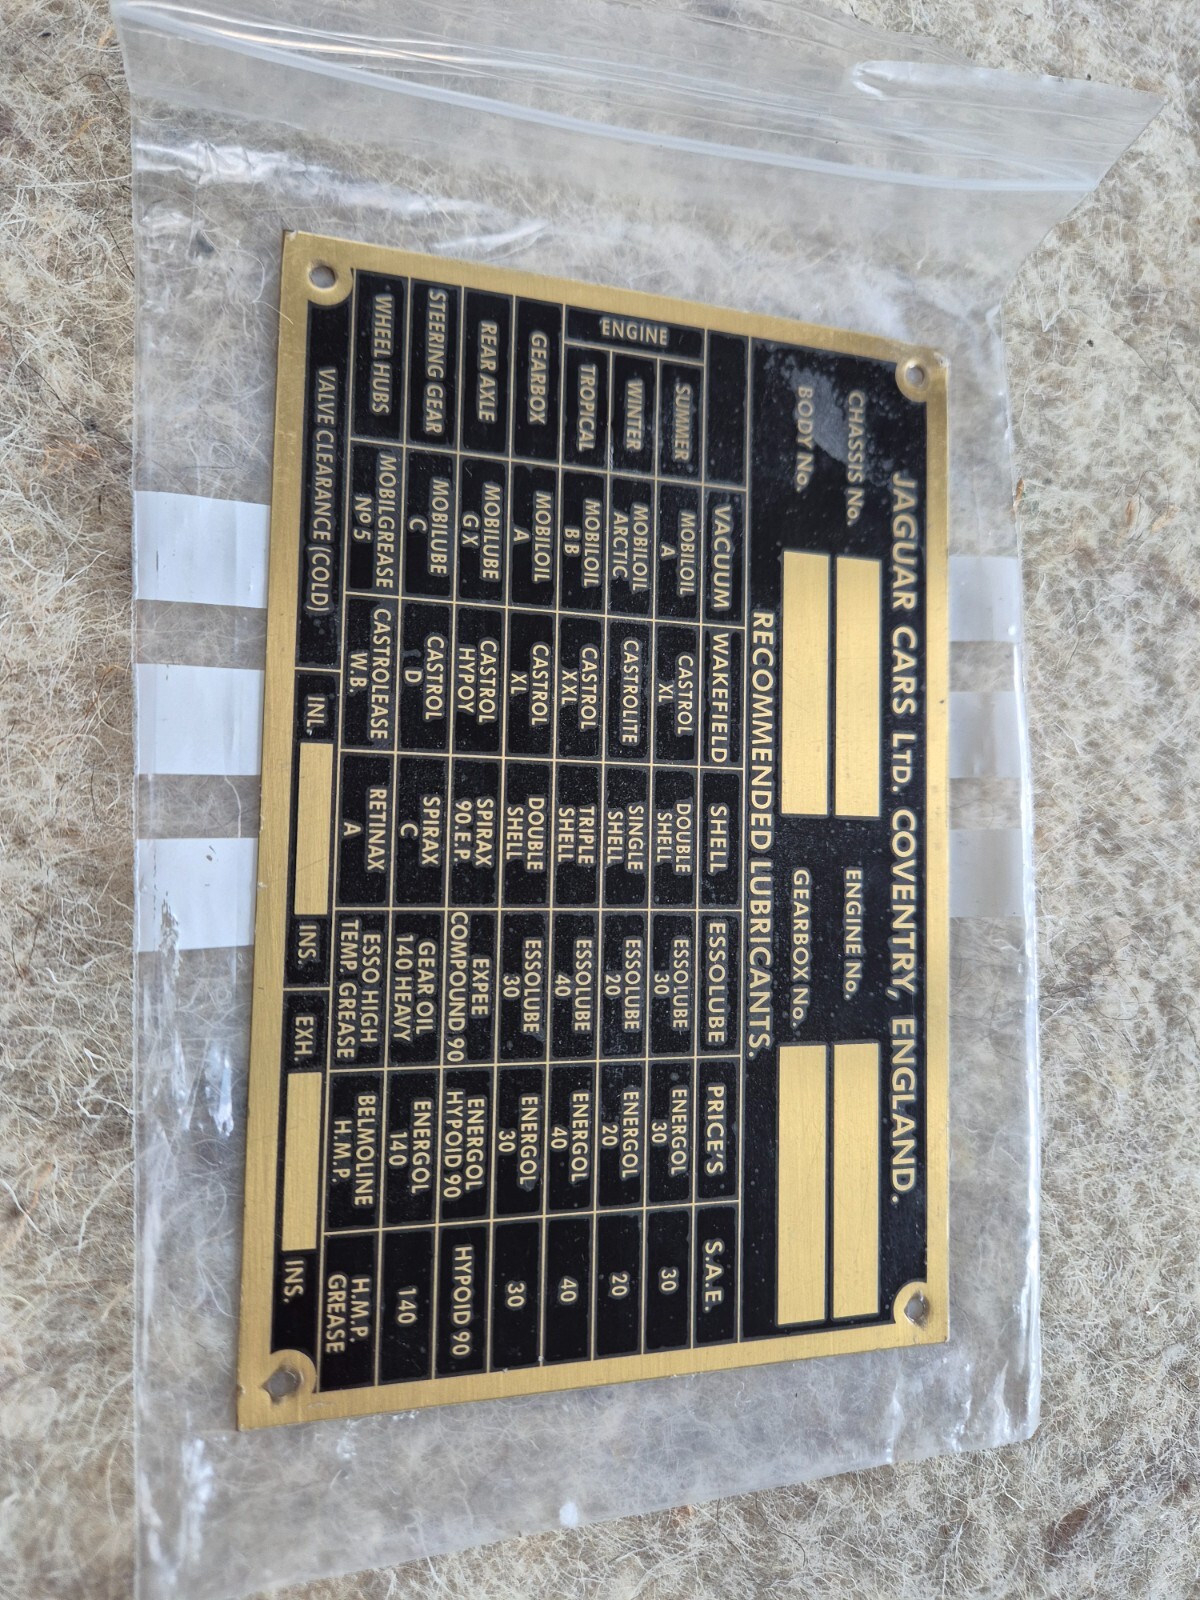 JAGUAR CARS LTD. COVENTRY, ENGLAND.
CHASSIS No. ENGINE No.
BODY No. GEARBOX No.
RECOMMENDED LUBRICANTS.
VACUUM WAKEFIELD SHELL ESSOLUBE PRICE'S S.A.E.
ENGINE
SUMMER MOBILOIL A CASTROL XL DOUBLE SHELL ESSOLUBE 30 ENERGOL 30 30
WINTER MOBILOIL ARCTIC CASTROLITE SINGLE SHELL ESSOLUBE 20 ENERGOL 20 20
TROPICAL MOBILOIL BB CASTROL XXL TRIPLE SHELL ESSOLUBE 40 ENERGOL 40 40
GEARBOX MOBILOIL A CASTROL XL DOUBLE SHELL ESSOLUBE 30 ENERGOL 30 30
REAR AXLE MOBILUBE GX CASTROL HYPOY SPIRAX 90.E.P. EXPEE COMPOUND 90 ENERGOL HYPOID 90 HYPOID 90
STEERING GEAR MOBILUBE C CASTROL D SPIRAX C GEAR OIL 140 HEAVY ENERGOL 140 140
WHEEL HUBS MOBILGREASE Nº 5 CASTROLEASE W.B. RETINAX A ESSO HIGH TEMP. GREASE BELMOLINE H.M.P. H.M.P. GREASE
VALVE CLEARANCE (COLD) INL. INS. EXH. INS.